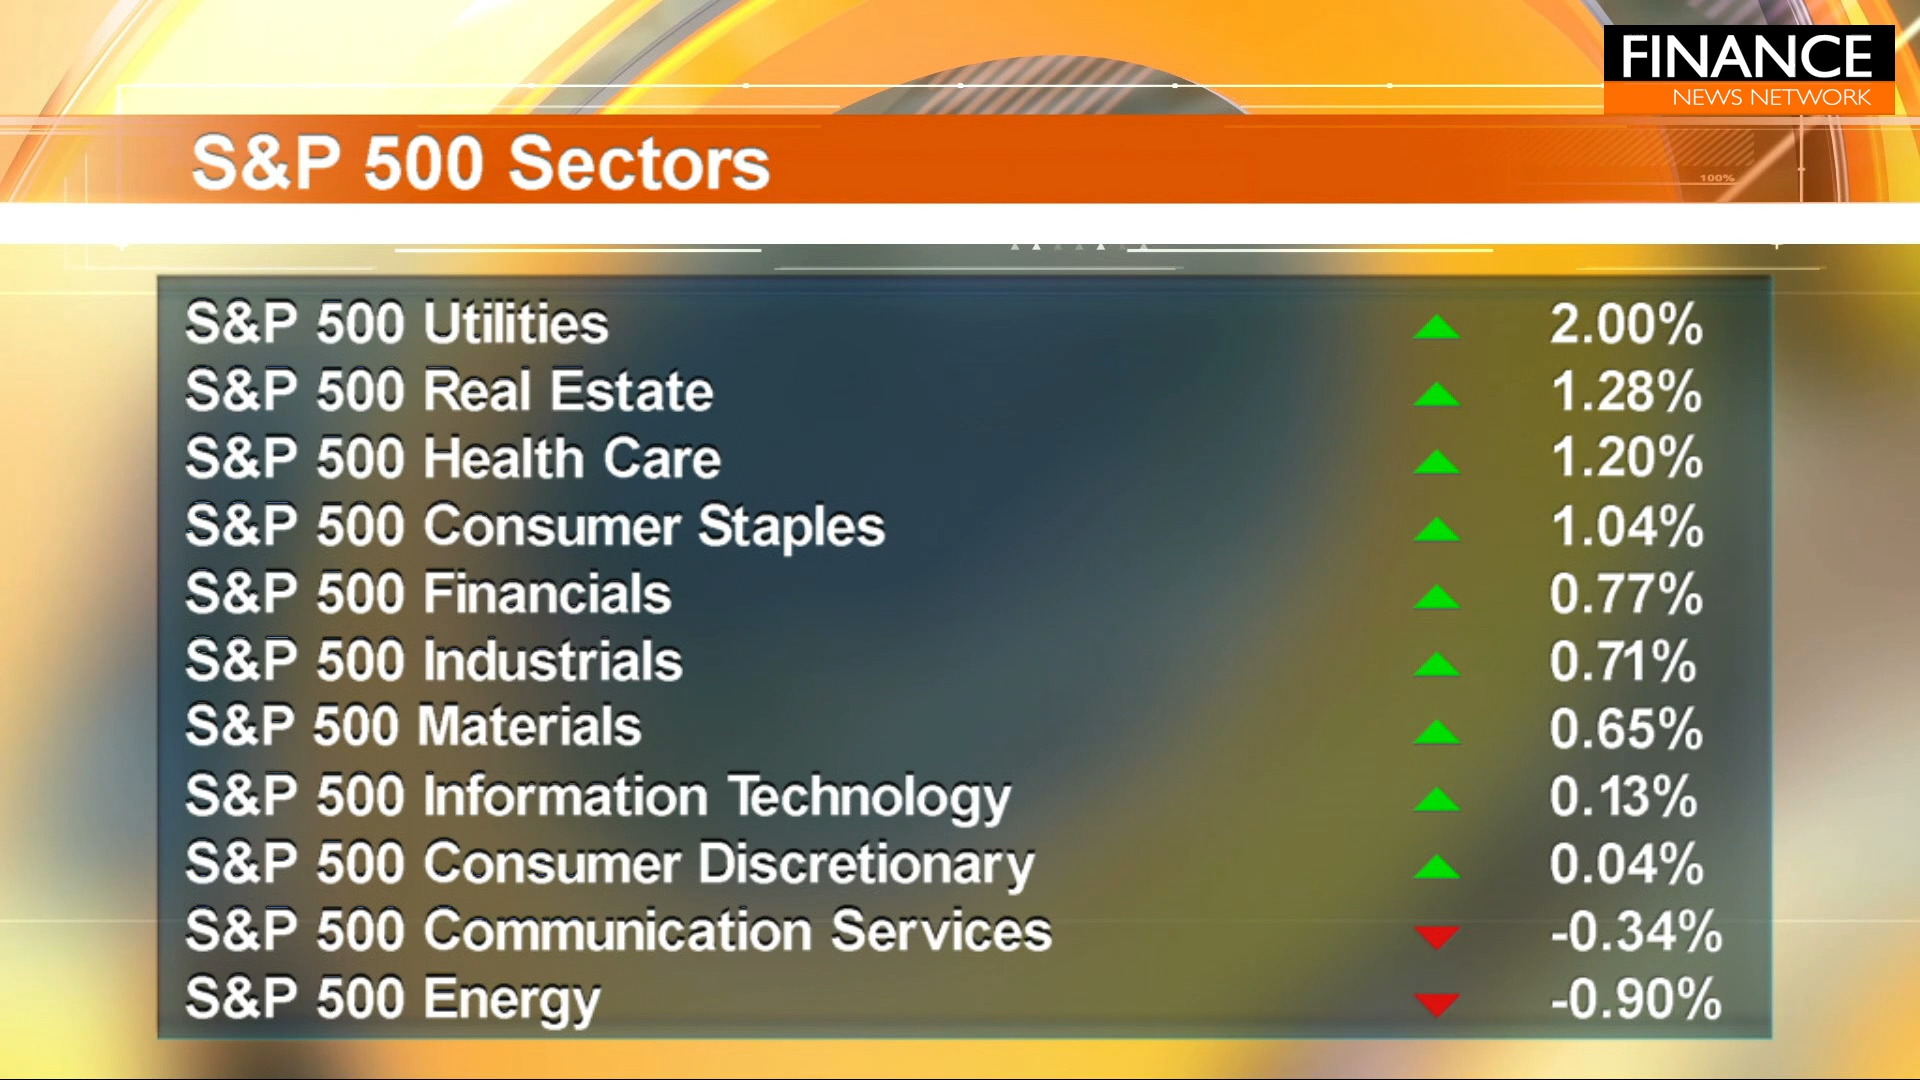 FINANCE
NEWS NETWORK
S&P 500 Sectors
100%
S&P 500 Utilities 2.00%
S&P 500 Real Estate 1.28%
S&P 500 Health Care 1.20%
S&P 500 Consumer Staples 1.04%
S&P 500 Financials 0.77%
S&P 500 Industrials 0.71%
S&P 500 Materials 0.65%
S&P 500 Information Technology 0.13%
S&P 500 Consumer Discretionary 0.04%
S&P 500 Communication Services -0.34%
S&P 500 Energy -0.90%